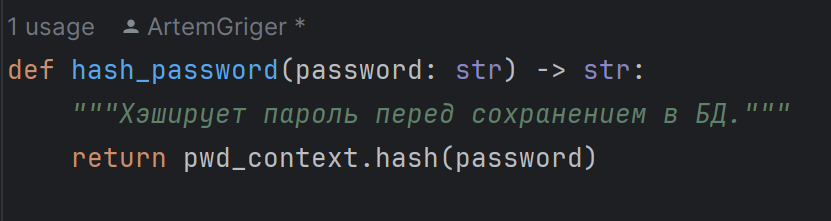 1 usage ArtemGriger *
def hash_password(password: str) -> str:
"""Хэширует пароль перед сохранением в БД."""
return pwd_context.hash(password)